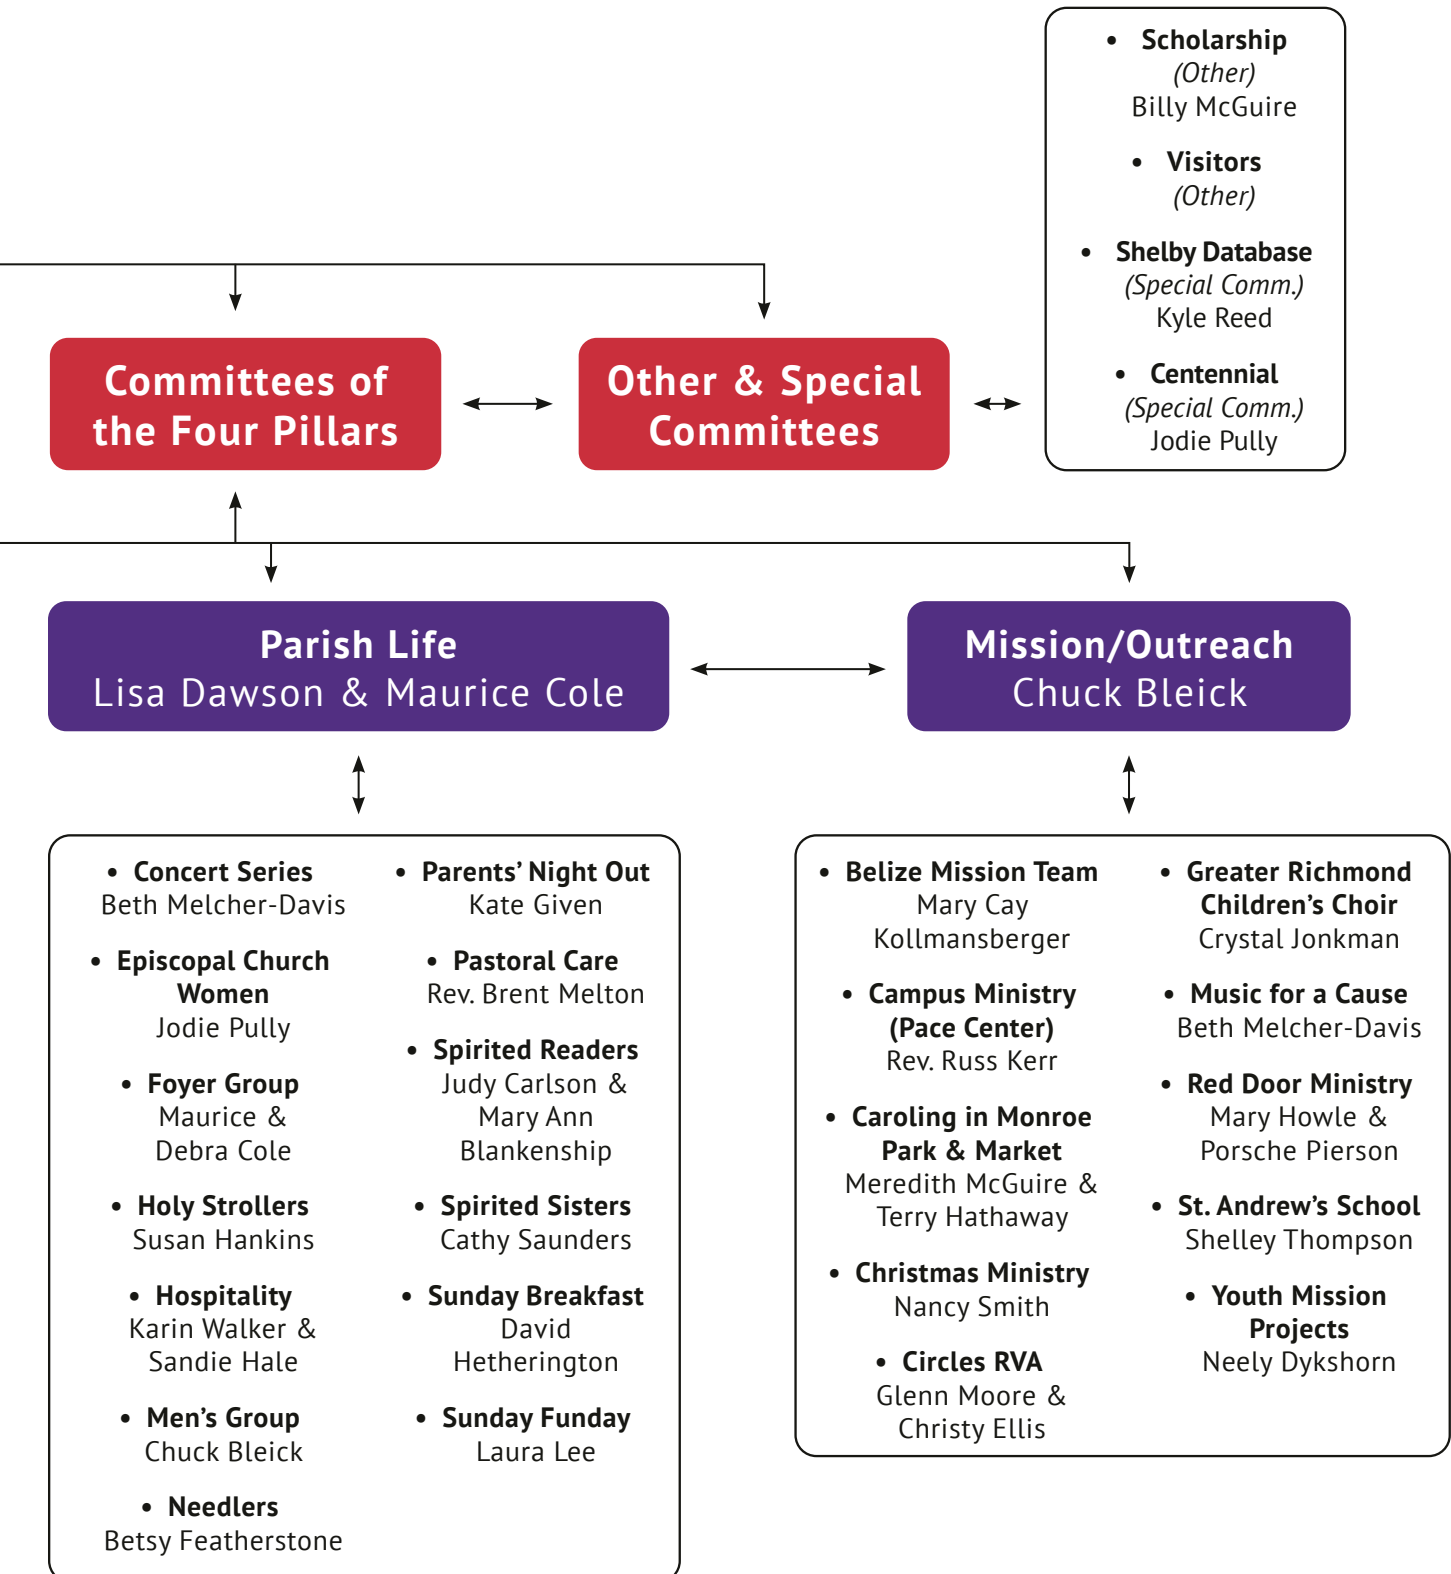 • Scholarship
(Other)
Billy McGuire
• Visitors
(Other)
• Shelby Database
(Special Comm.)
Kyle Reed
• Centennial
(Special Comm.)
Jodie Pully
Committees of
the Four Pillars
Other & Special
Committees
Parish Life
Lisa Dawson & Maurice Cole
Mission/Outreach
Chuck Bleick
• Concert Series
Beth Melcher-Davis
• Episcopal Church
Women
Jodie Pully
• Foyer Group
Maurice &
Debra Cole
• Holy Strollers
Susan Hankins
• Hospitality
Karin Walker &
Sandie Hale
• Men’s Group
Chuck Bleick
• Needlers
Betsy Featherstone
• Parents’ Night Out
Kate Given
• Pastoral Care
Rev. Brent Melton
• Spirited Readers
Judy Carlson &
Mary Ann
Blankenship
• Spirited Sisters
Cathy Saunders
• Sunday Breakfast
David
Hetherington
• Sunday Funday
Laura Lee
• Belize Mission Team
Mary Cay
Kollmansberger
• Campus Ministry
(Pace Center)
Rev. Russ Kerr
• Caroling in Monroe
Park & Market
Meredith McGuire &
Terry Hathaway
• Christmas Ministry
Nancy Smith
• Circles RVA
Glenn Moore &
Christy Ellis
• Greater Richmond
Children’s Choir
Crystal Jonkman
• Music for a Cause
Beth Melcher-Davis
• Red Door Ministry
Mary Howle &
Porsche Pierson
• St. Andrew’s School
Shelley Thompson
• Youth Mission
Projects
Neely Dykshorn